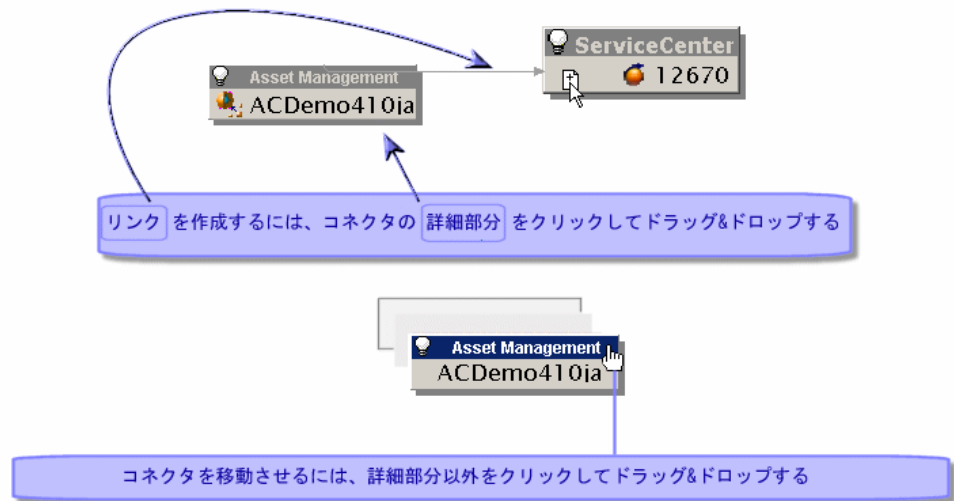 ServiceCenter
12670
Asset Management
ACDemo410ja
リンク を作成するには、コネクタの 詳細部分 をクリックしてドラッグ&ドロップする
Asset Management
ACDemo410ja
コネクタを移動させるには、詳細部分以外をクリックしてドラッグ&ドロップする